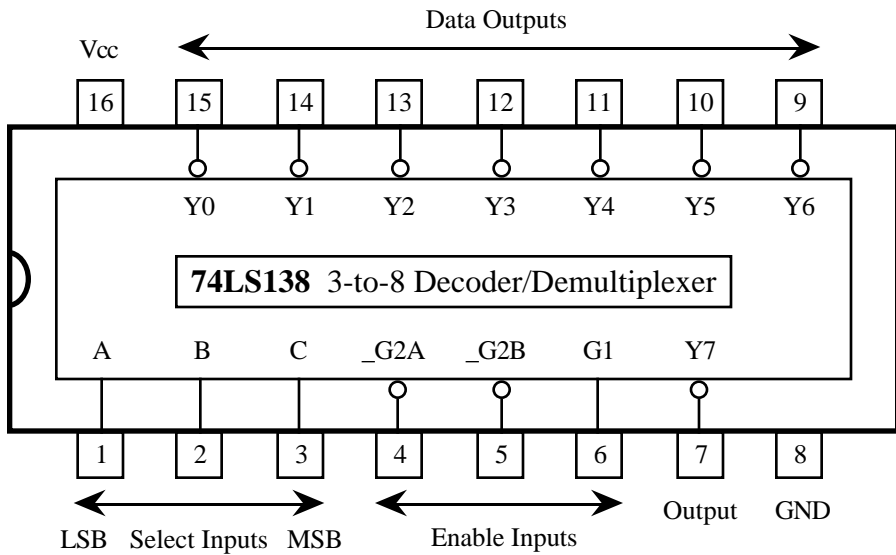 Data Outputs
Vcc
16 15 14 13 12 11 10 9
Y0 Y1 Y2 Y3 Y4 Y5 Y6
74LS138 3-to-8 Decoder/Demultiplexer
A B C _G2A _G2B G1 Y7
1 2 3 4 5 6 7 8
Output GND
LSB Select Inputs MSB Enable Inputs